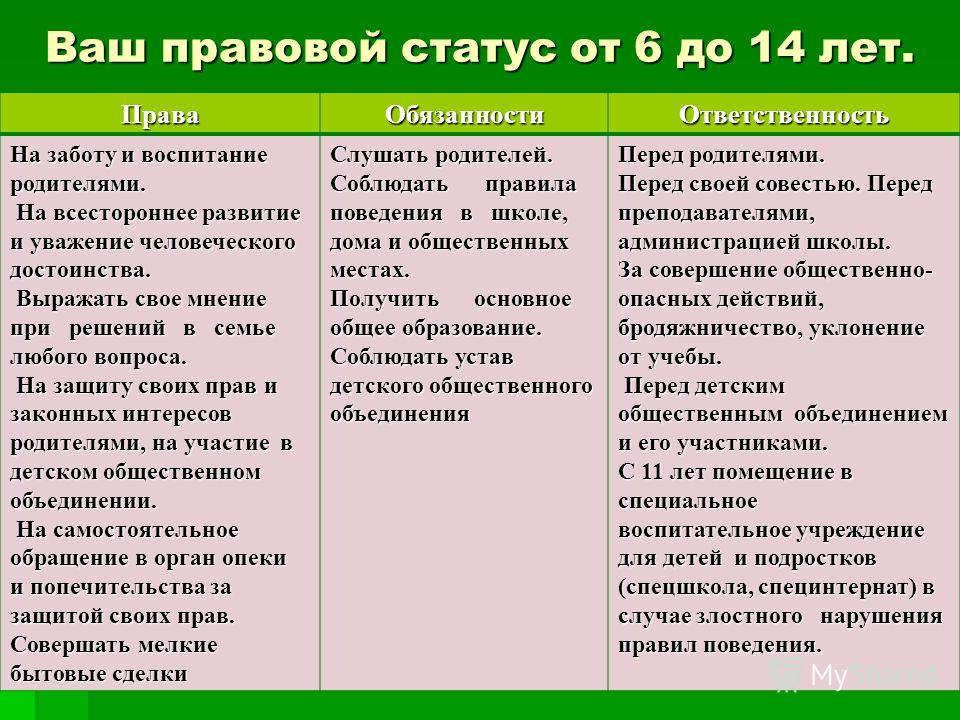 Ваш правовой статус от 6 до 14 лет.
Права
Обязанности
Ответственность
На заботу и воспитание
родителями.
На всестороннее развитие
и уважение человеческого
достоинства.
Выражать свое мнение
при решений в семье
любого вопроса.
На защиту своих прав и
законных интересов
родителями, на участие в
детском общественном
объединении.
На самостоятельное
обращение в орган опеки
и попечительства за
защитой своих прав.
Совершать мелкие
бытовые сделки
Слушать родителей.
Соблюдать правила
поведения в школе,
дома и общественных
местах.
Получить основное
общее образование.
Соблюдать устав
детского общественного
объединения
Перед родителями.
Перед своей совестью. Перед
преподавателями,
администрацией школы.
За совершение общественно-
опасных действий,
бродяжничество, уклонение
от учебы.
Перед детским
общественным объединением
и его участниками.
С 11 лет помещение в
специальное
воспитательное учреждение
для детей и подростков
(спецшкола, специнтернат) в
случае злостного нарушения
правил поведения.
MyShared